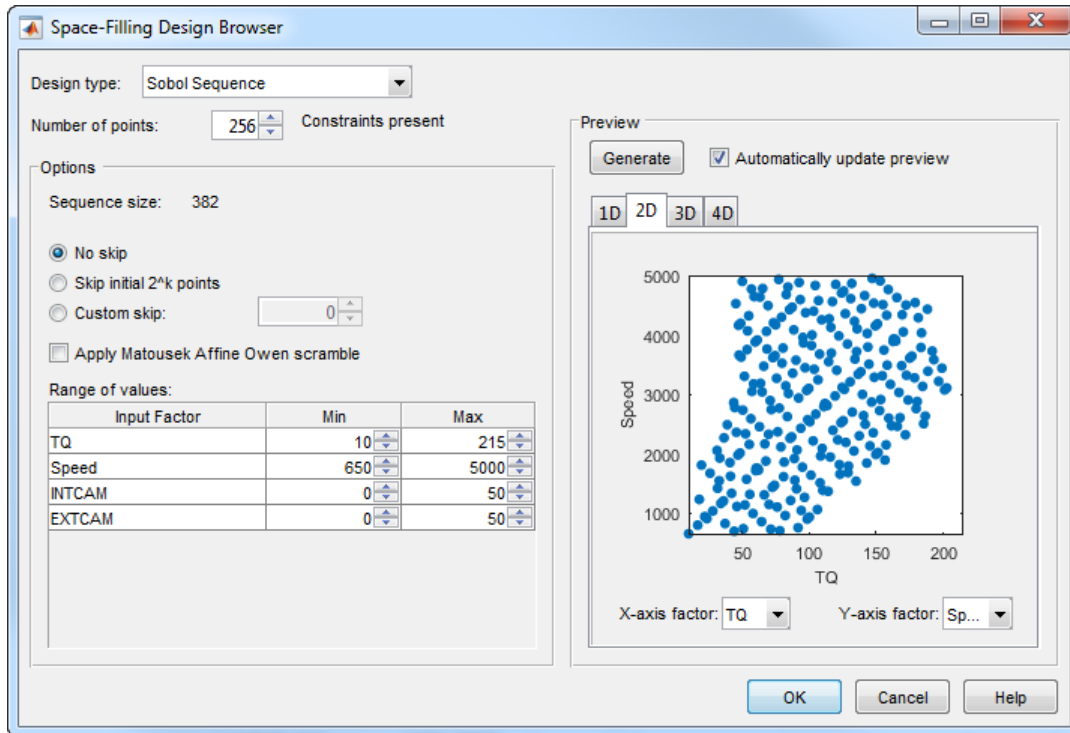 Space-Filling Design Browser
Design type: Sobol Sequence
Number of points: 256 Constraints present
Options
Sequence size: 382
No skip
Skip initial 2^k points
Custom skip: 0
Apply Matousek Affine Owen scramble
Range of values:
Input Factor Min Max
TQ 10 215
Speed 650 5000
INTCAM 0 50
EXTCAM 0 50
Preview
Generate Automatically update preview
1D 2D 3D 4D
5000
4000
3000
2000
1000
Speed
50 100 150 200
TQ
X-axis factor: TQ Y-axis factor: Sp...
OK Cancel Help